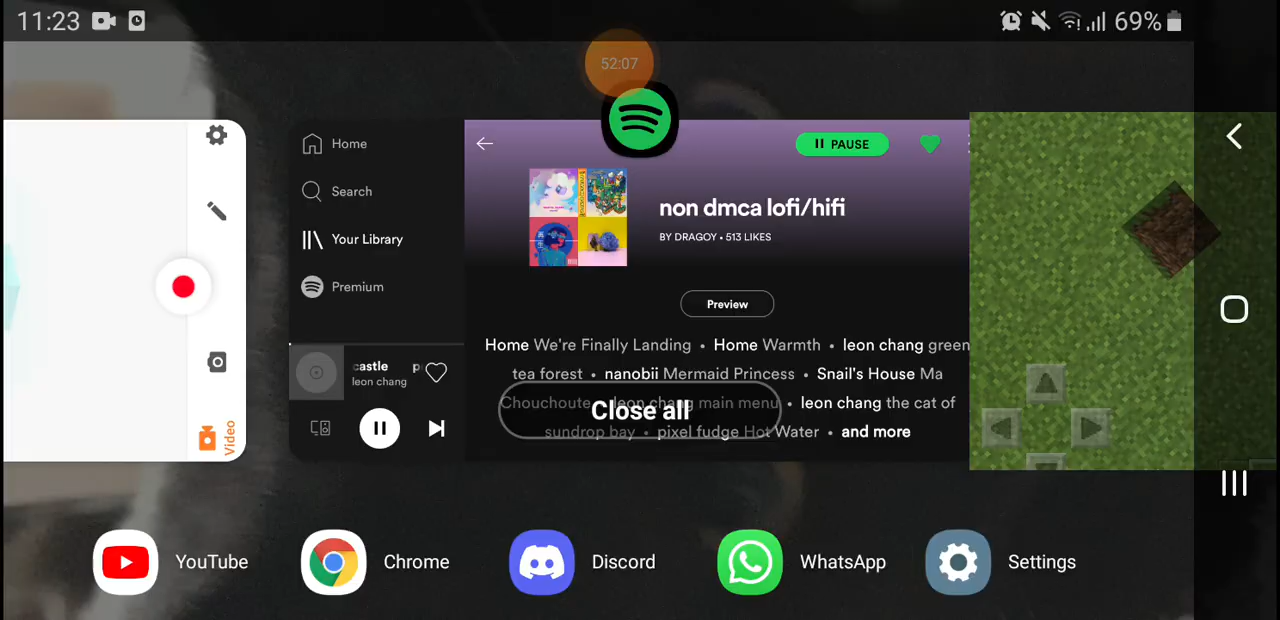 11:23
69%
52:07
Home
Search
Your Library
Premium
PAUSE
non dmca lofi/hifi
BY DRAGOY • 513 LIKES
Preview
Home We're Finally Landing • Home Warmth • leon chang green
tea forest • nanobii Mermaid Princess • Snail's House Ma
Chouchoute • leon chang main menu • leon chang the cat of
sundrop bay • pixel fudge Hot Water • and more
castle p
leon chang
Close all
Video
YouTube
Chrome
Discord
WhatsApp
Settings